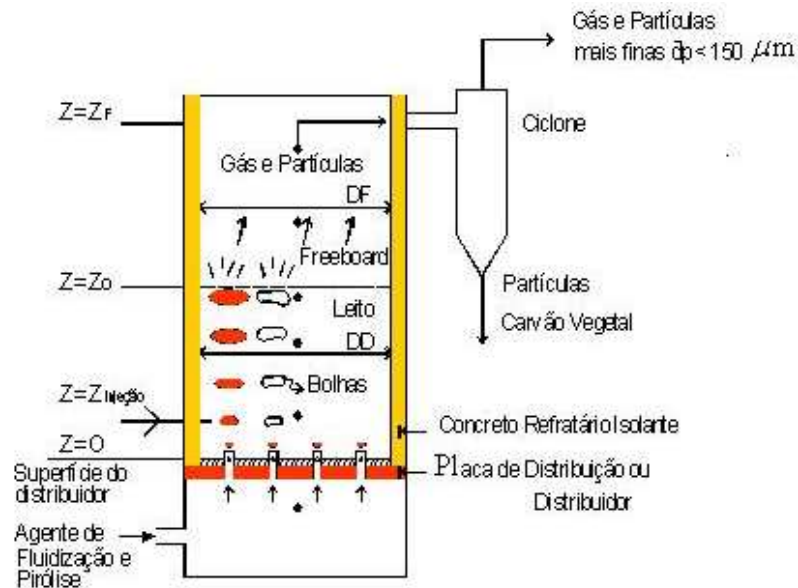 Gás e Partículas
mais finas dp< 150 μm
Z=ZF
Ciclone
Gás e Partículas
DF
Freeboard
Z=Zo
Leito
Partículas
Carvão Vegetal
DD
Z=Z Injeção
Bolhas
Concreto Refratário Isolante
Z=O
Superfície do
distribuidor
Placa de Distribuição ou
Distribuidor
Agente de
Fluidização e
Pirólise